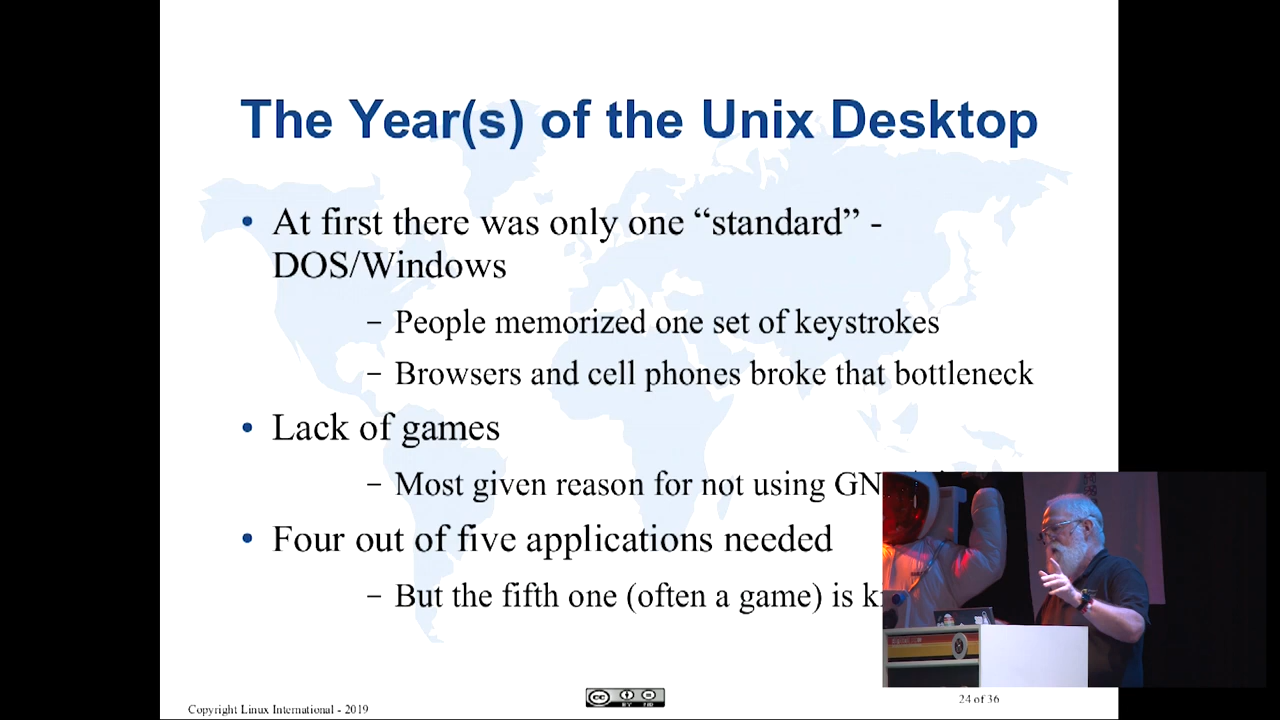 The Year(s) of the Unix Desktop
• At first there was only one “standard” -
DOS/Windows
– People memorized one set of keystrokes
– Browsers and cell phones broke that bottleneck
• Lack of games
– Most given reason for not using
• Four out of five applications needed
– But the fifth one (often a game) is
24 of 36
Copyright Linux International - 2019